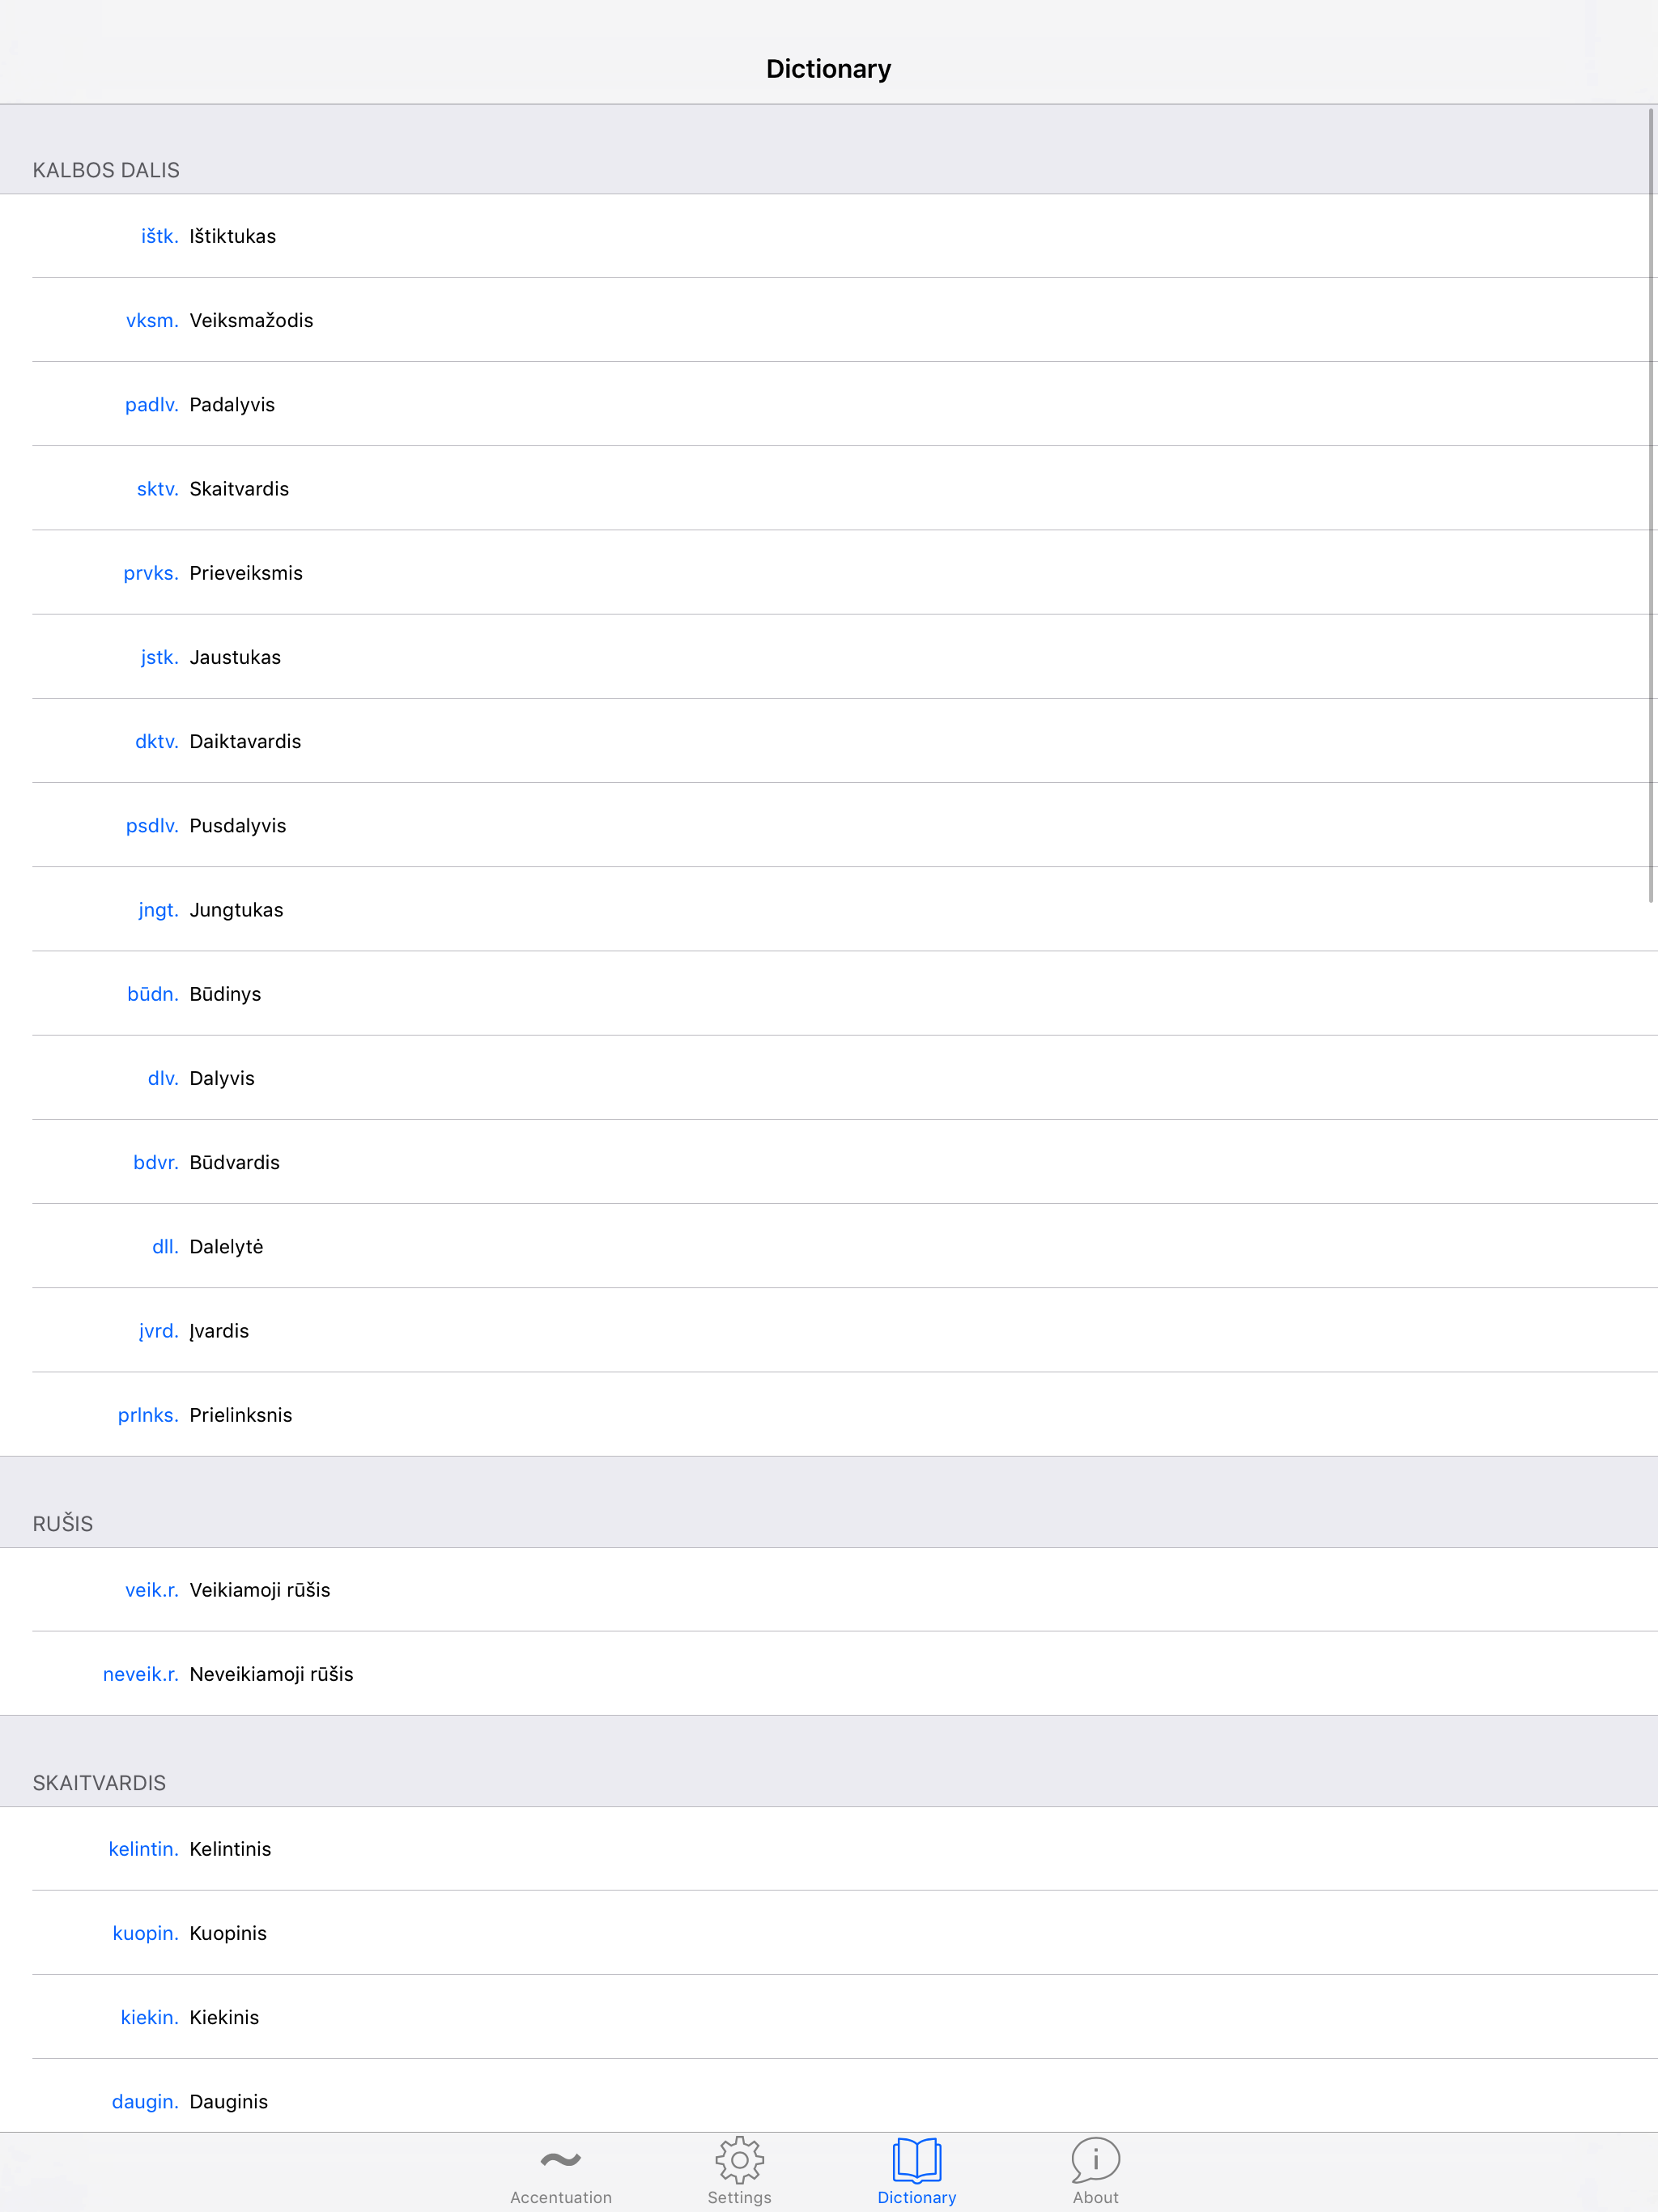 Dictionary
KALBOS DALIS
ištk. Ištiktukas
vksm. Veiksmažodis
padlv. Padalyvis
sktv. Skaitvardis
prvks. Prieveiksmis
jstk. Jaustukas
dktv. Daiktavardis
psdlv. Pusdalyvis
jngt. Jungtukas
būdn. Būdinys
dlv. Dalyvis
bdvr. Būdvardis
dll. Dalelytė
įvrd. Įvardis
prlnks. Prielinksnis
RUŠIS
veik.r. Veikiamoji rūšis
neveik.r. Neveikiamoji rūšis
SKAITVARDIS
kelintin. Kelintinis
kuopin. Kuopinis
kiekin. Kiekinis
daugin. Dauginis
Accentuation Settings Dictionary About